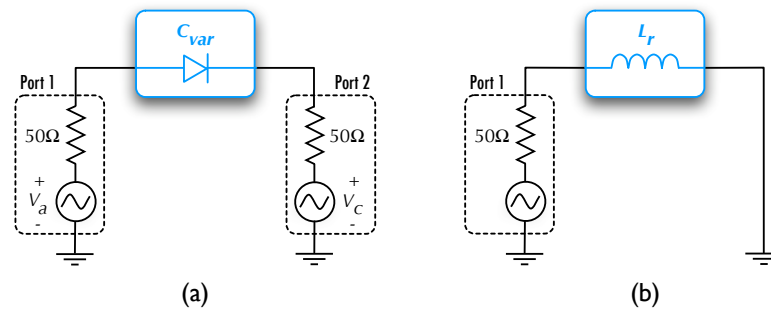 C_var
Port 1
50Ω
+
V_a
-
Port 2
50Ω
+
V_C
-
(a)
L_r
Port 1
50Ω
(b)